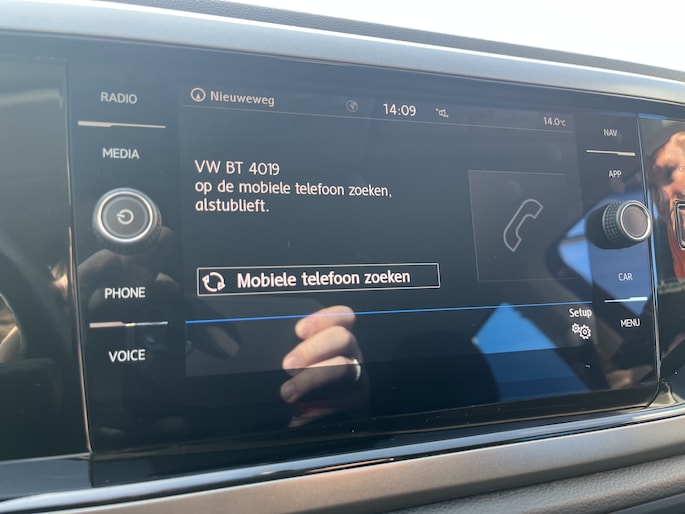 RADIO
MEDIA
PHONE
VOICE
Nieuweweg
14:09
14.0°C
VW BT 4019
op de mobiele telefoon zoeken,
alstublieft.
Mobiele telefoon zoeken
Setup
NAV
APP
CAR
MENU